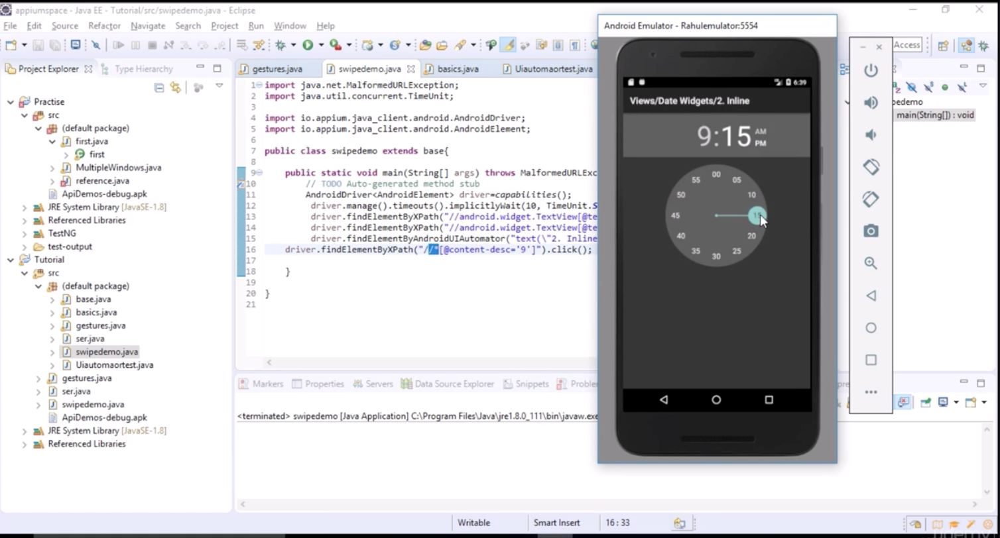 appiumspace - Java EE - Tutorial/src/swipedemo.java - Eclipse
File Edit Source Refactor Navigate Search Project Run Window Help
Access
Project Explorer Type Hierarchy
gestures.java swipedemo.java basics.java Uiautomaortest.java
Practise
src
(default package)
first.java
first
MultipleWindows.java
reference.java
ApiDemos-debug.apk
JRE System Library [JavaSE-1.8]
Referenced Libraries
TestNG
test-output
Tutorial
src
(default package)
base.java
basics.java
gestures.java
ser.java
swipedemo.java
Uiautomaortest.java
gestures.java
ser.java
swipedemo.java
ApiDemos-debug.apk
JRE System Library [JavaSE-1.8]
Referenced Libraries
1 import java.net.MalformedURLException;
2 import java.util.concurrent.TimeUnit;
3
4 import io.appium.java_client.android.AndroidDriver;
5 import io.appium.java_client.android.AndroidElement;
6
7 public class swipedemo extends base{
8
9 public static void main(String[] args) throws MalformedURLExc
10 // TODO Auto-generated method stub
11 AndroidDriver<AndroidElement> driver=capabilities();
12 driver.manage().timeouts().implicitlyWait(10, TimeUnit.S
13 driver.findElementByXPath("//android.widget.TextView[@te
14 driver.findElementByXPath("//android.widget.TextView[@te
15 driver.findElementByAndroidUIAutomator("text(\"2. Inline
16 driver.findElementByXPath("//*[@content-desc='9']").click();
17
18 }
19
20 }
21
Markers Properties Servers Data Source Explorer Snippets Proble
<terminated> swipedemo [Java Application] C:\Program Files\Java\jre1.8.0_111\bin\javaw.exe
Android Emulator - Rahulemulator:5554
6:39
Views/Date Widgets/2. Inline
9:15 AM
PM
00
55 05
50 10
45 15
40 20
35 25
30
pedemo
main(String[]) : void
Writable Smart Insert 16 : 33